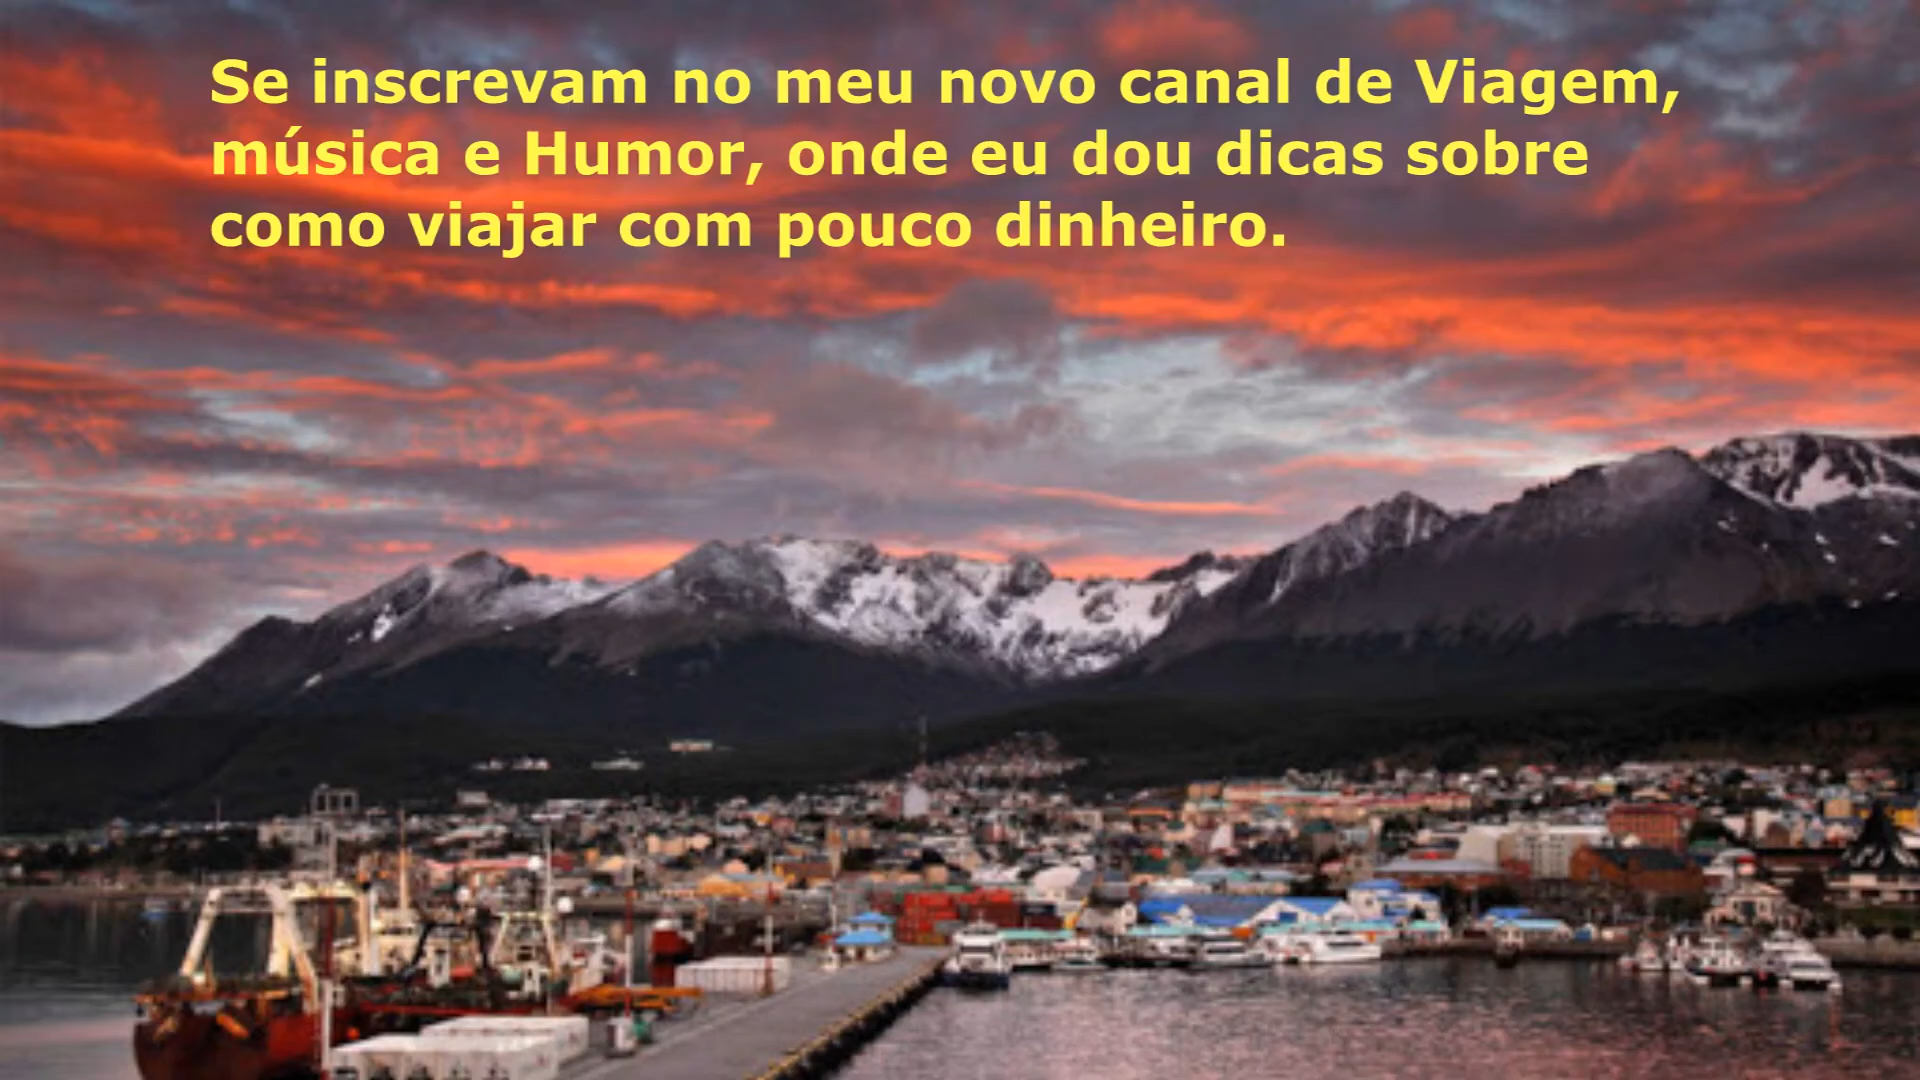 Se inscrevam no meu novo canal de Viagem,
música e Humor, onde eu dou dicas sobre
como viajar com pouco dinheiro.